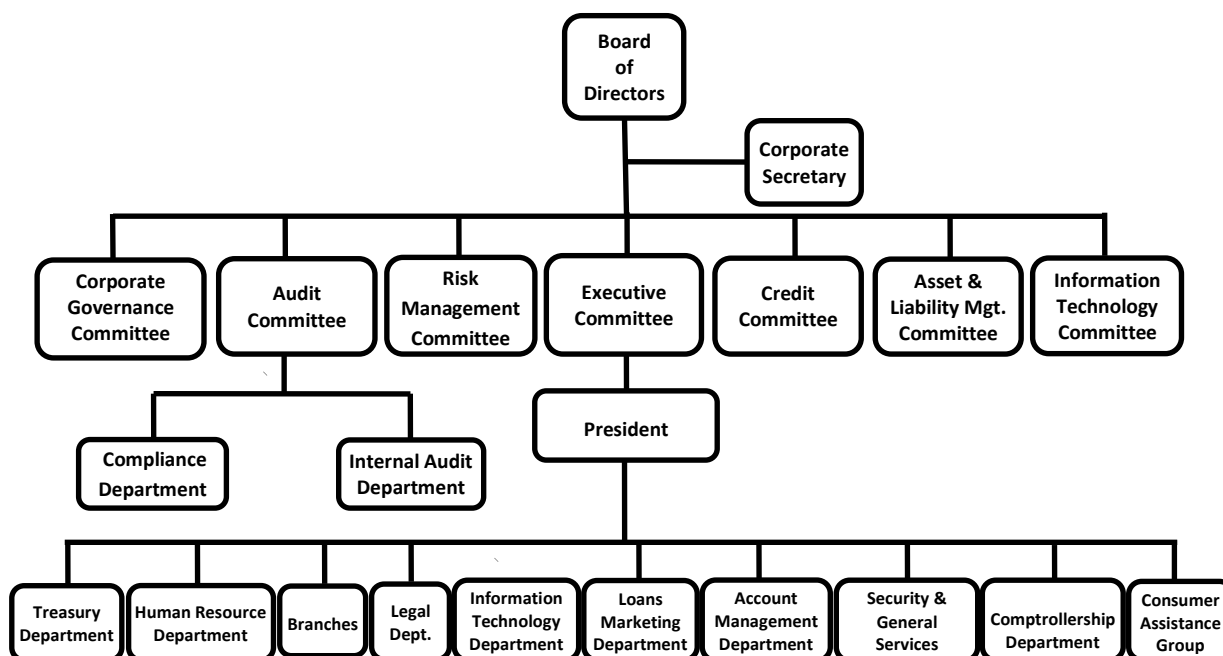 Board
of
Directors
Corporate
Secretary
Corporate
Governance
Committee
Audit
Committee
Risk
Management
Committee
Executive
Committee
Credit
Committee
Asset &
Liability Mgt.
Committee
Information
Technology
Committee
Compliance
Department
Internal Audit
Department
President
Treasury
Department
Human Resource
Department
Branches
Legal
Dept.
Information
Technology
Department
Loans
Marketing
Department
Account
Management
Department
Security &
General
Services
Comptrollership
Department
Consumer
Assistance
Group